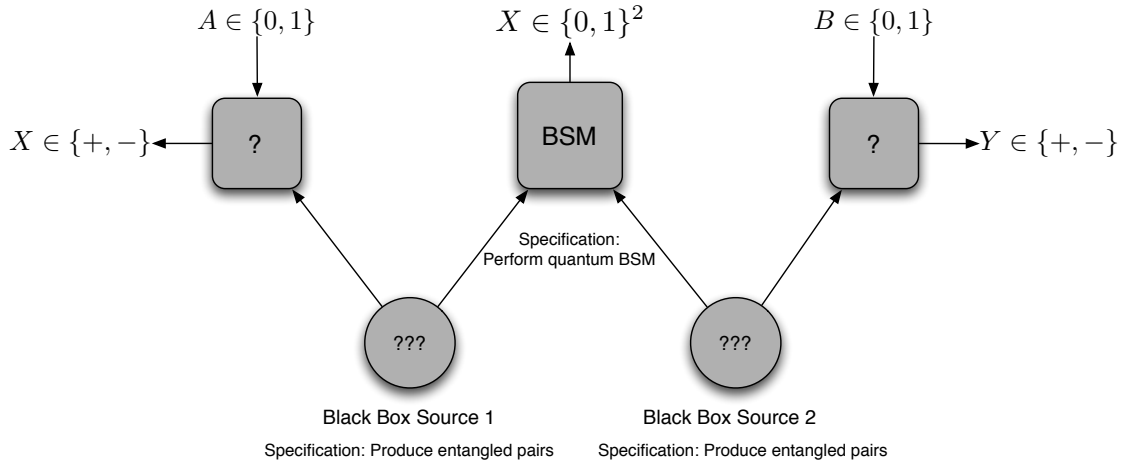 A ∈ {0, 1}
X ∈ {0, 1}²
B ∈ {0, 1}
X ∈ {+, −}
?
BSM
?
Y ∈ {+, −}
Specification:
Perform quantum BSM
???
???
Black Box Source 1
Black Box Source 2
Specification: Produce entangled pairs
Specification: Produce entangled pairs